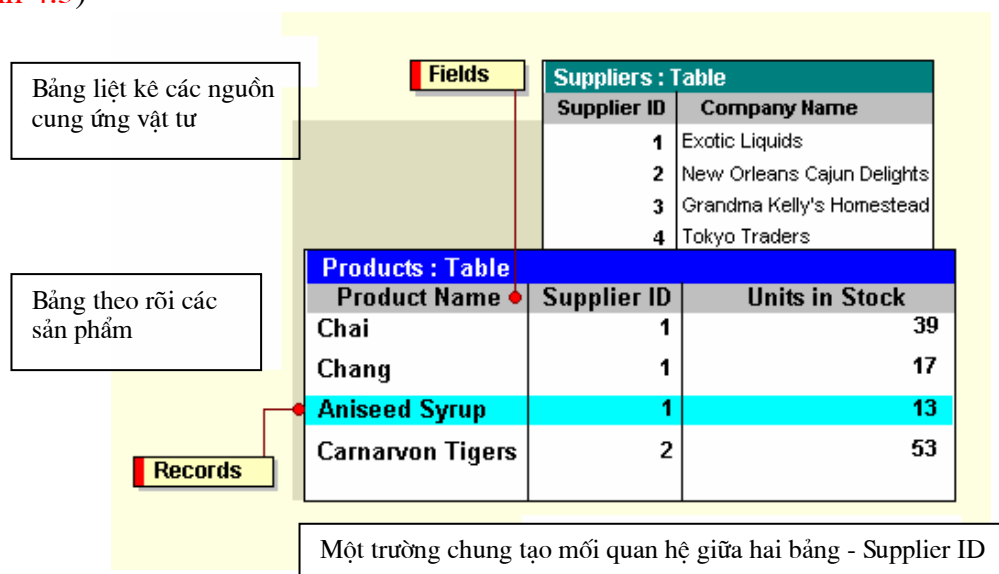 Bảng liệt kê các nguồn
cung ứng vật tư
Fields
Suppliers : Table
Supplier ID Company Name
1 Exotic Liquids
2 New Orleans Cajun Delights
3 Grandma Kelly's Homestead
4 Tokyo Traders
Bảng theo rõi các
sản phẩm
Products : Table
Product Name Supplier ID Units in Stock
Chai 1 39
Chang 1 17
Aniseed Syrup 1 13
Carnarvon Tigers 2 53
Records
Một trường chung tạo mối quan hệ giữa hai bảng - Supplier ID